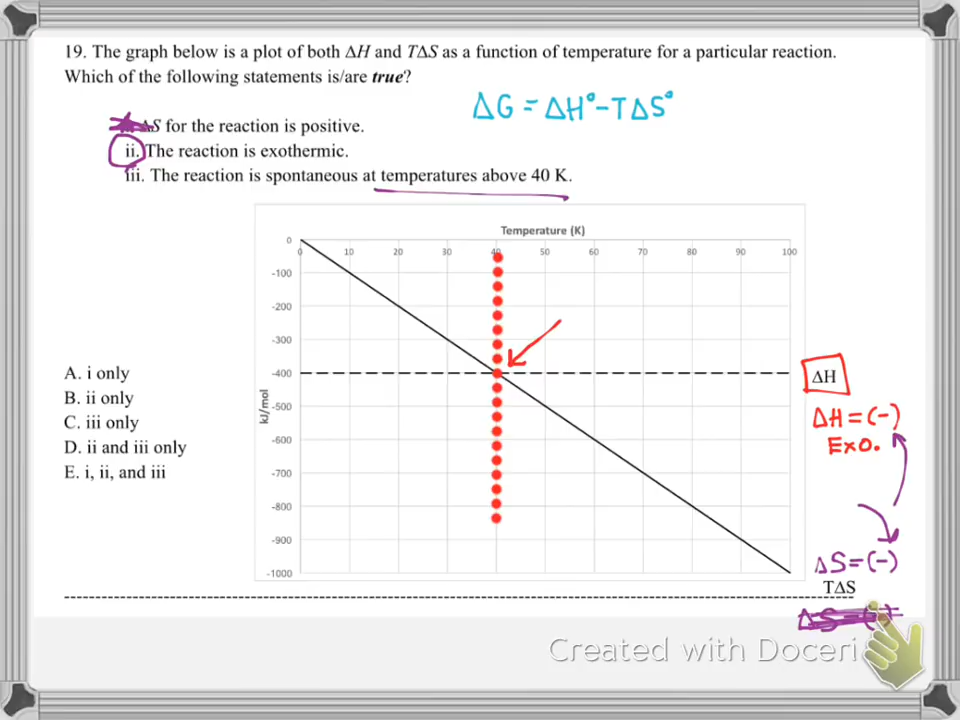 19. The graph below is a plot of both ΔH and TΔS as a function of temperature for a particular reaction.
Which of the following statements is/are true?
ΔG = ΔH° - TΔS°
ΔS for the reaction is positive.
ii. The reaction is exothermic.
iii. The reaction is spontaneous at temperatures above 40 K.
Temperature (K)
0 10 20 30 40 50 60 70 80 90 100
0
-100
-200
-300
-400
-500
-600
-700
-800
-900
-1000
kJ/mol
A. i only
B. ii only
C. iii only
D. ii and iii only
E. i, ii, and iii
ΔH
ΔH = (-)
Exo.
ΔS = (-)
TΔS
Created with Doceri